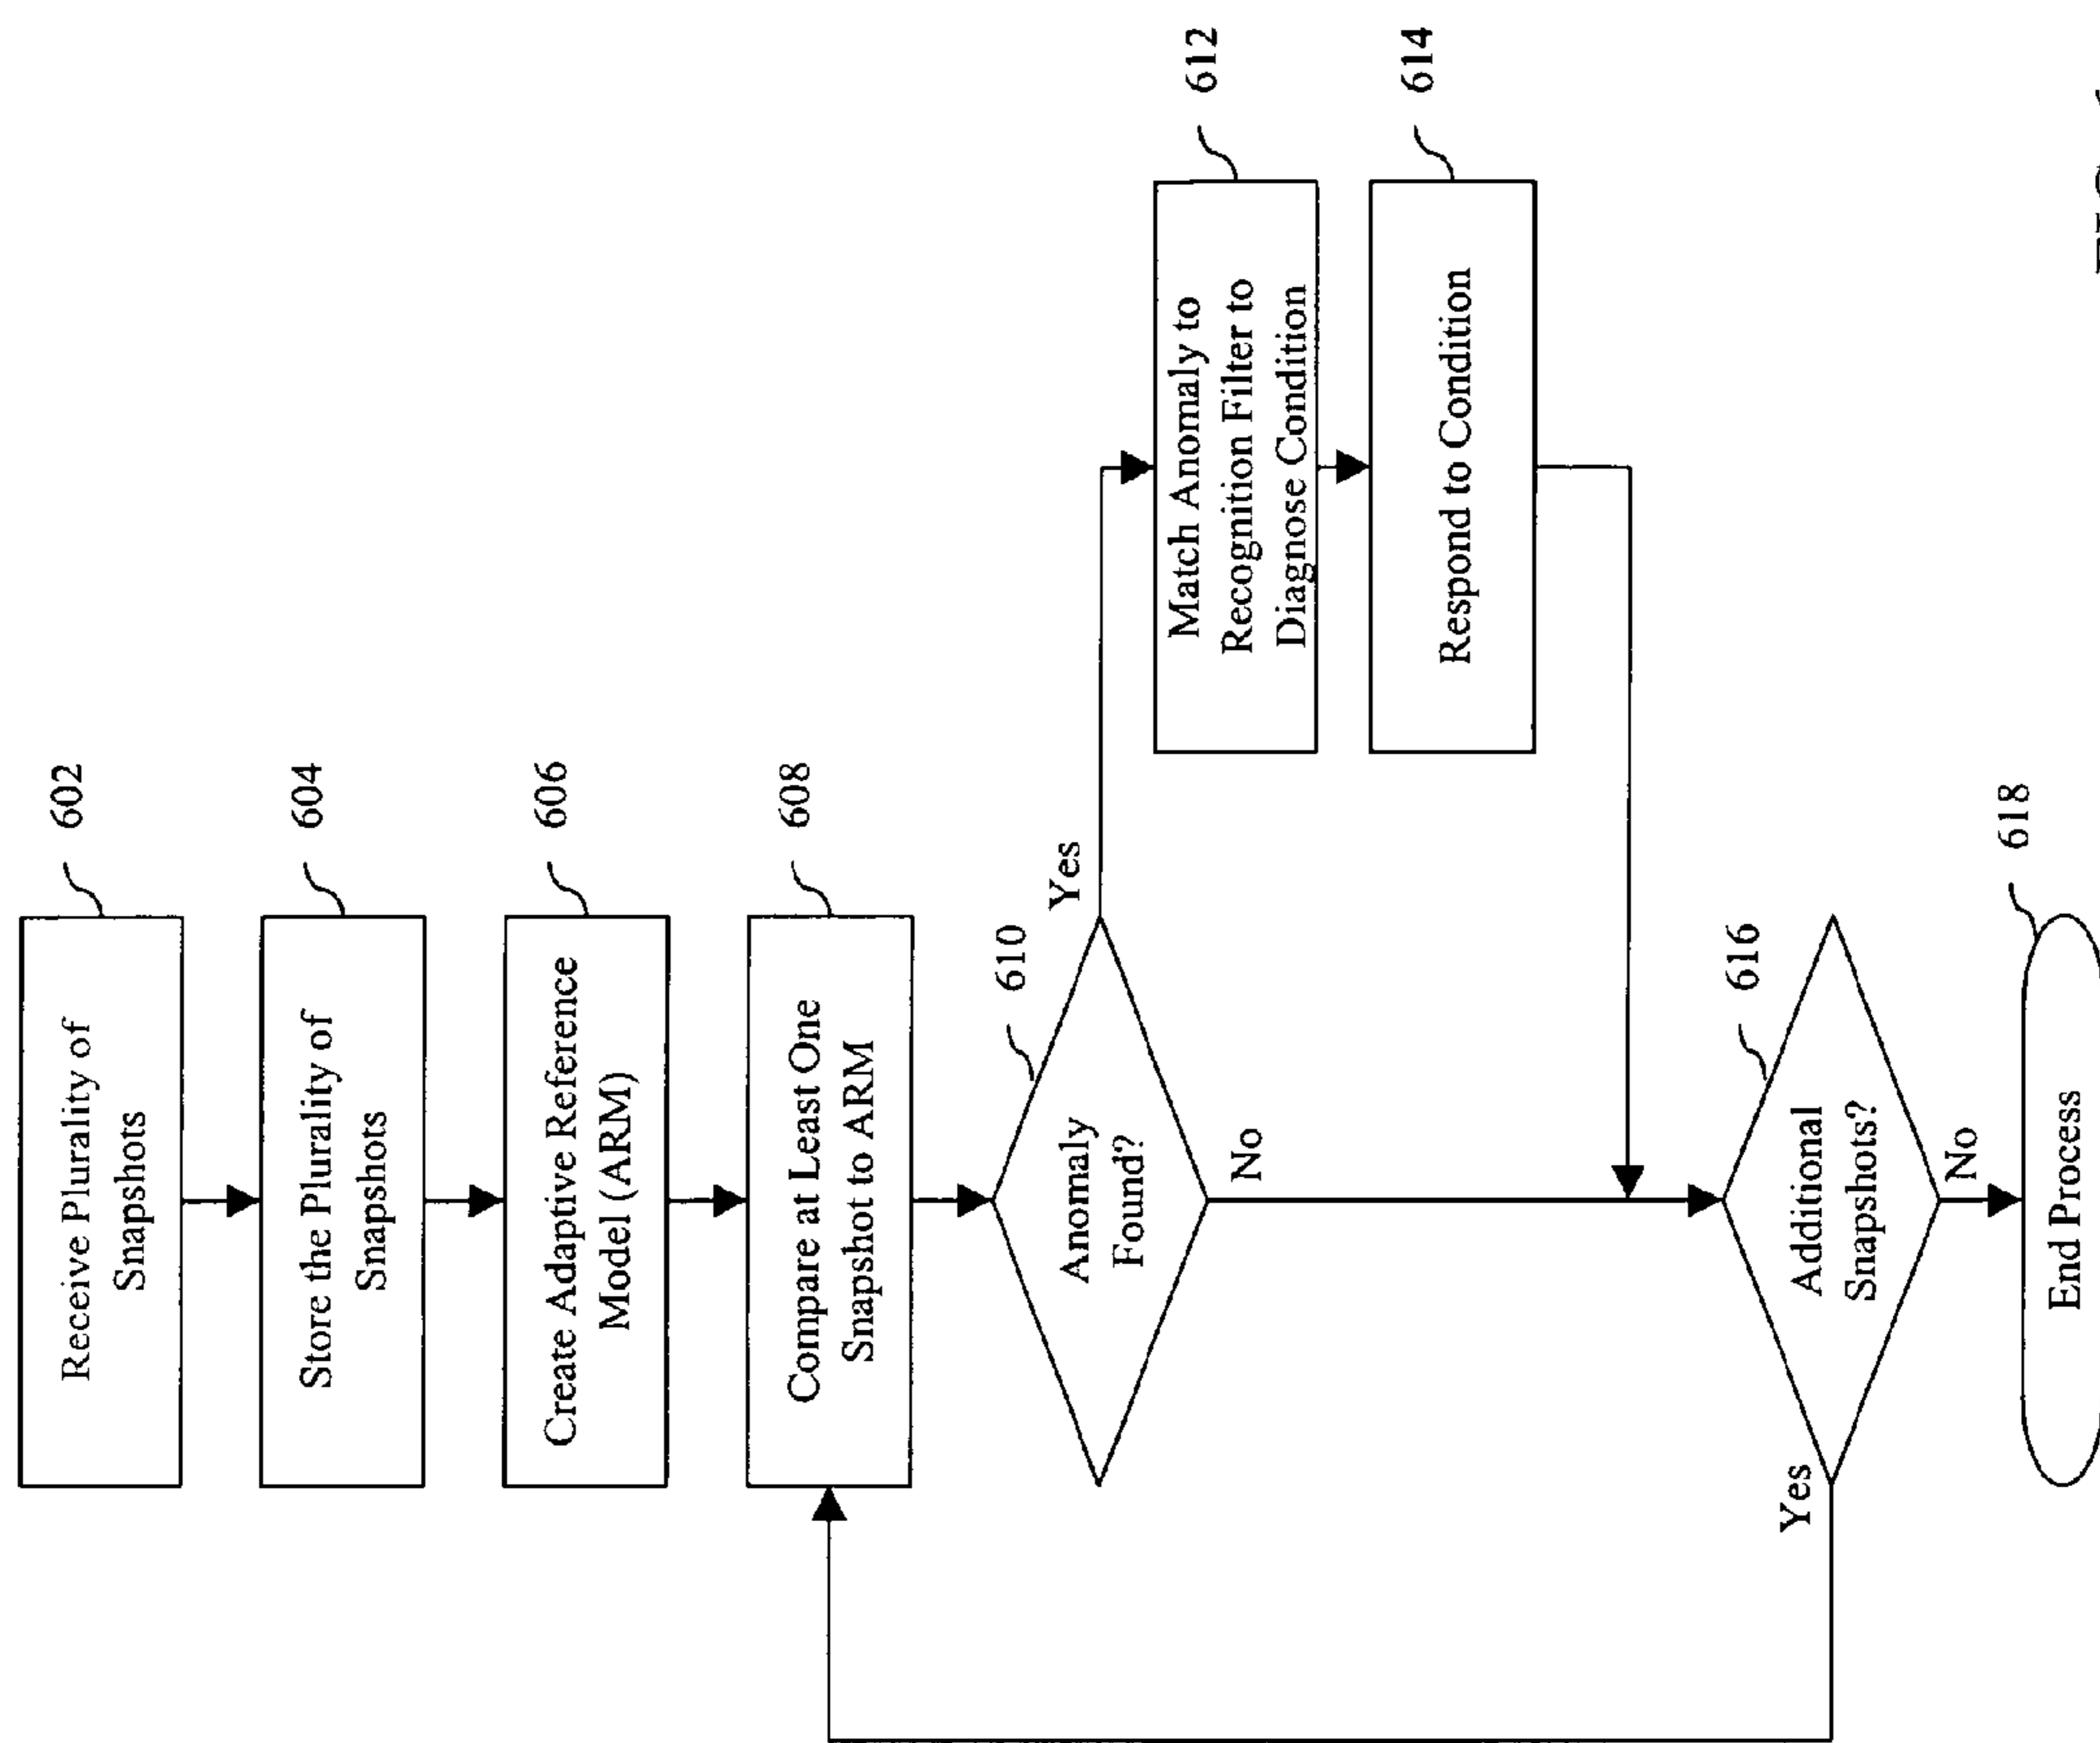 Receive Plurality of
Snapshots
602
Store the Plurality of
Snapshots
604
Create Adaptive Reference
Model (ARM)
606
Compare at Least One
Snapshot to ARM
608
Anomaly
Found?
610
Yes
No
Match Anomaly to
Recognition Filter to
Diagnose Condition
612
Respond to Condition
614
Additional
Snapshots?
616
Yes
No
End Process
618